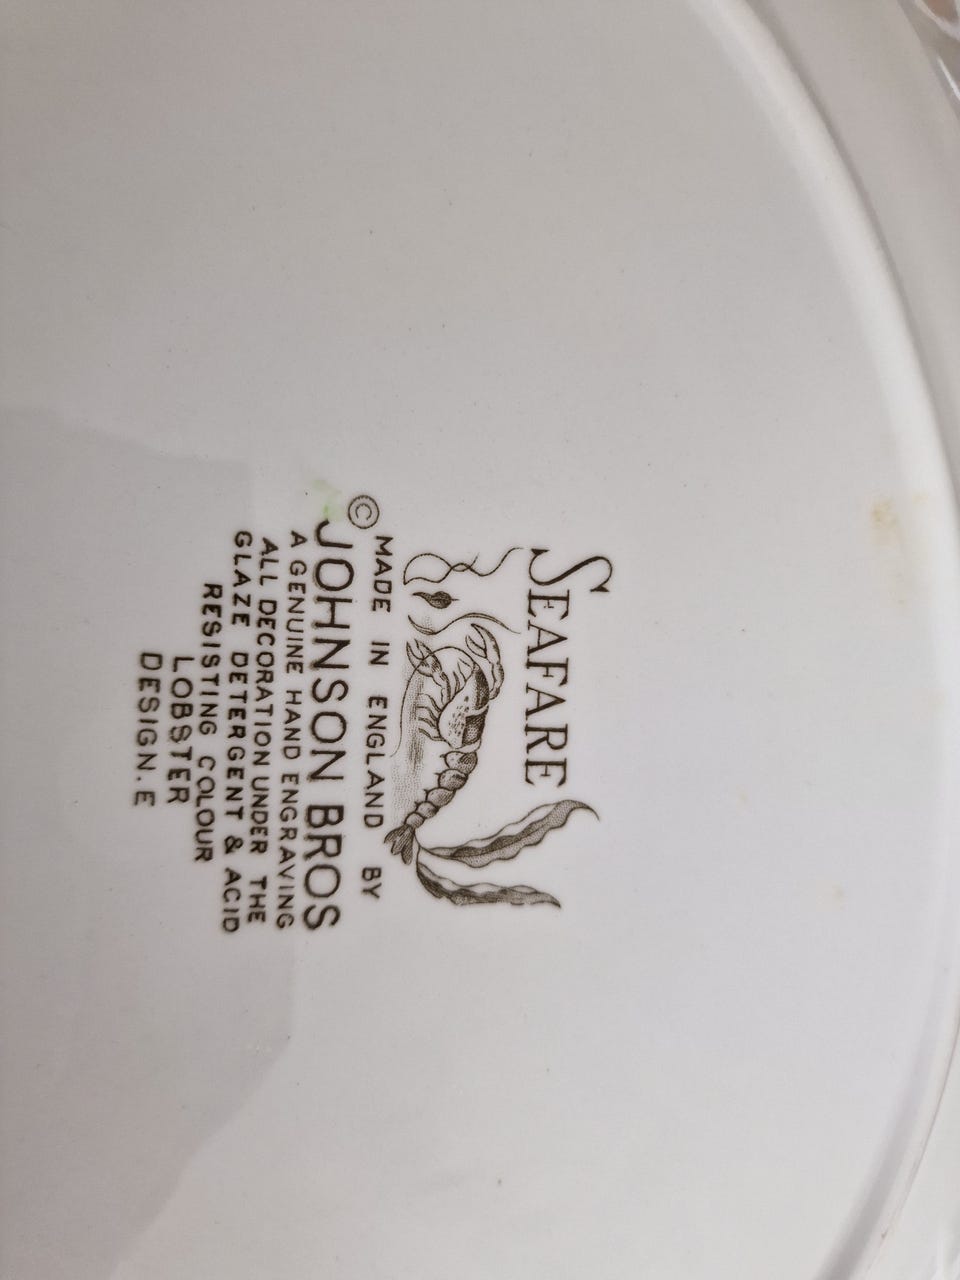 SEAFARE
MADE IN ENGLAND BY
© JOHNSON BROS
A GENUINE HAND ENGRAVING
ALL DECORATION UNDER THE
GLAZE DETERGENT & ACID
RESISTING COLOUR
LOBSTER
DESIGN.E